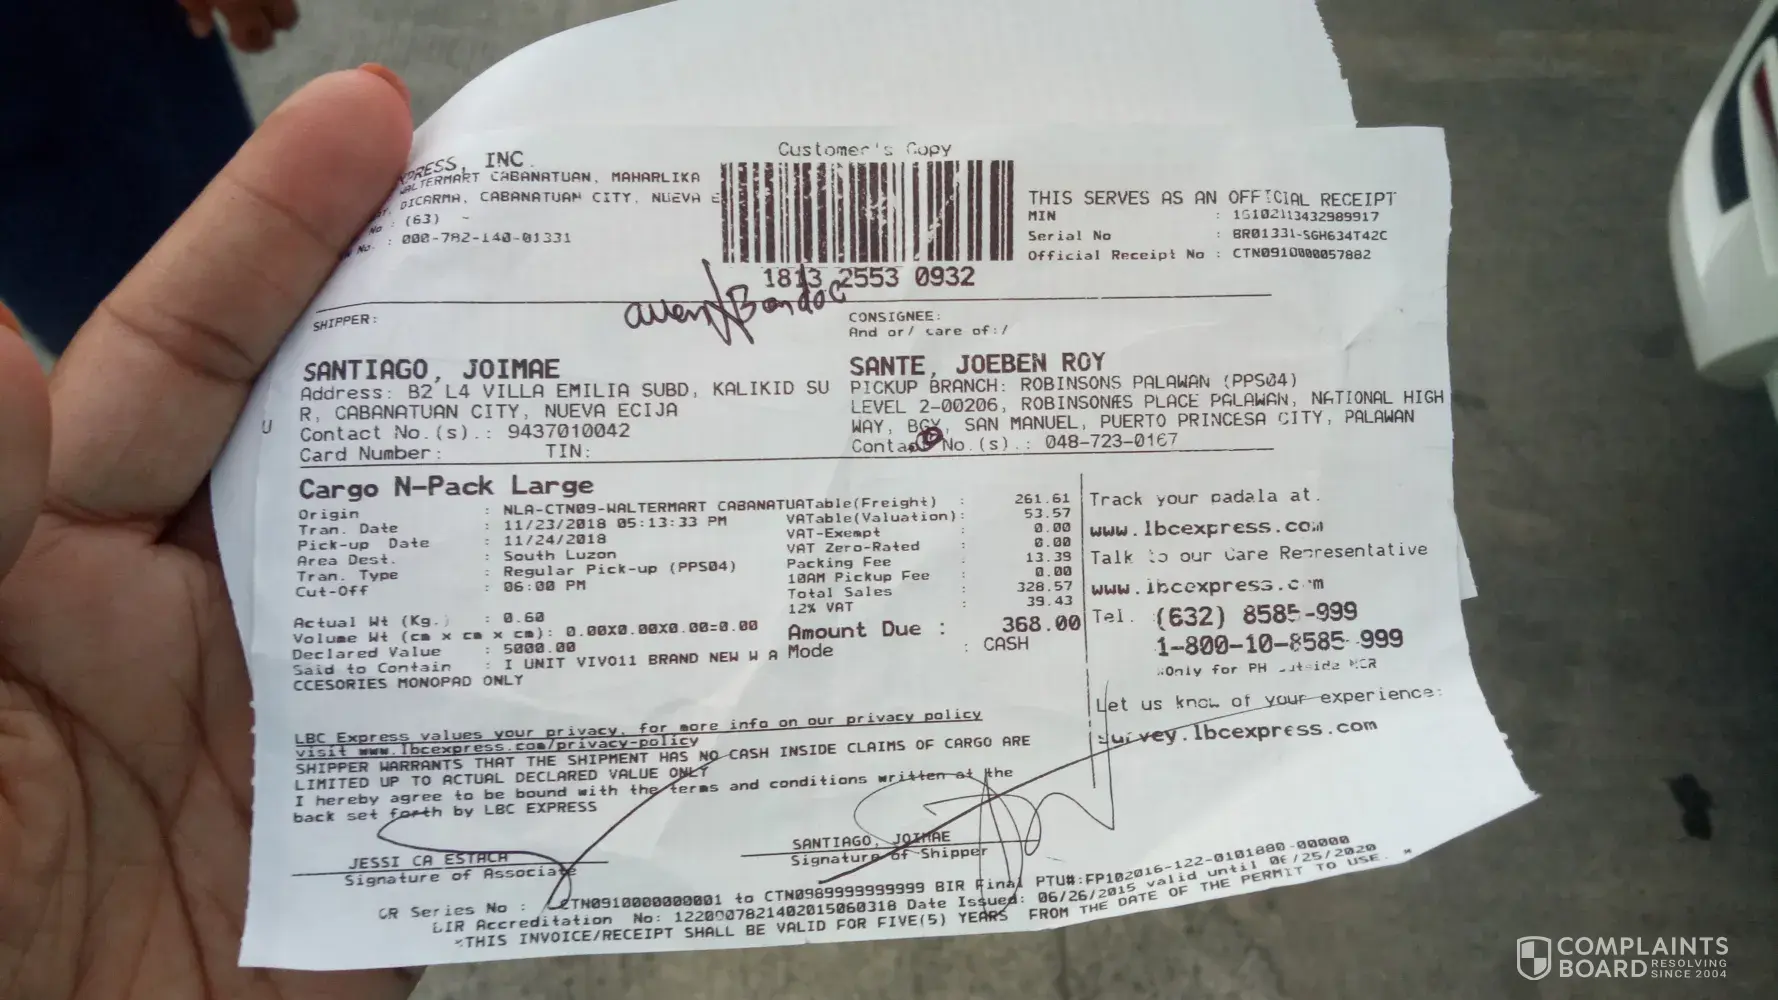 Customer's Copy
PRESS, INC.
ALTERMART CABANATUAN, MAHARLIKA
DICARMA, CABANATUAN CITY, NUEVA E
No : (63) -
No. : 000-782-140-01331
1813 2553 0932
THIS SERVES AS AN OFFICIAL RECEIPT
MIN : 16102113432989917
Serial No : BR01331-SGH634T42C
Official Receipt No : CTN0910000057882
SHIPPER:
SANTIAGO, JOIMAE
Address: B2 L4 VILLA EMILIA SUBD, KALIKID SU
R, CABANATUAN CITY, NUEVA ECIJA
Contact No.(s).: 9437010042
Card Number: TIN:
CONSIGNEE:
And or/ care of:/
SANTE, JOEBEN ROY
PICKUP BRANCH: ROBINSONS PALAWAN (PPS04)
LEVEL 2-00206, ROBINSONS PLACE PALAWAN, NATIONAL HIGH
WAY, BGY, SAN MANUEL, PUERTO PRINCESA CITY, PALAWAN
Contact No.(s).: 048-723-0167
Cargo N-Pack Large
Origin : NLA-CTN09-WALTERMART CABANATUA
Tran. Date : 11/23/2018 05:13:33 PM
Pick-up Date : 11/24/2018
Area Dest. : South Luzon
Tran. Type : Regular Pick-up (PPS04)
Cut-Off : 06:00 PM
Actual Wt (Kg.) : 0.60
Volume Wt (cm x cm x cm): 0.00X0.00X0.00=0.00
Declared Value : 5000.00
Said to Contain : I UNIT VIVO11 BRAND NEW W A
CCESORIES MONOPAD ONLY
Table(Freight) : 261.61
VATable(Valuation): 53.57
VAT-Exempt : 0.00
VAT Zero-Rated : 0.00
Packing Fee : 13.39
10AM Pickup Fee : 0.00
Total Sales : 328.57
12% VAT : 39.43
Amount Due : 368.00
Mode : CASH
Track your padala at.
www.lbcexpress.com
Talk to our Care Representative
www.lbcexpress.com
Tel. (632) 8585-999
1-800-10-8585-999
*Only for PH outside NCR
Let us know of your experience:
survey.lbcexpress.com
LBC Express values your privacy, for more info on our privacy policy
visit www.lbcexpress.com/privacy-policy
SHIPPER WARRANTS THAT THE SHIPMENT HAS NO CASH INSIDE CLAIMS OF CARGO ARE
LIMITED UP TO ACTUAL DECLARED VALUE ONLY
I hereby agree to be bound with the terms and conditions written at the
back set forth by LBC EXPRESS
JESSI CA ESTACA
Signature of Associate
SANTIAGO, JOIMAE
Signature of Shipper
OR Series No : CTN0910000000001 to CTN0989999999999 BIR Final PTU#:FP102016-122-0101880-00000
BIR Accreditation No: 1220007821402015060318 Date Issued: 06/26/2015 valid until 06/25/2020
*THIS INVOICE/RECEIPT SHALL BE VALID FOR FIVE(5) YEARS FROM THE DATE OF THE PERMIT TO USE. *
COMPLAINTS
BOARD RESOLVING
SINCE 2004